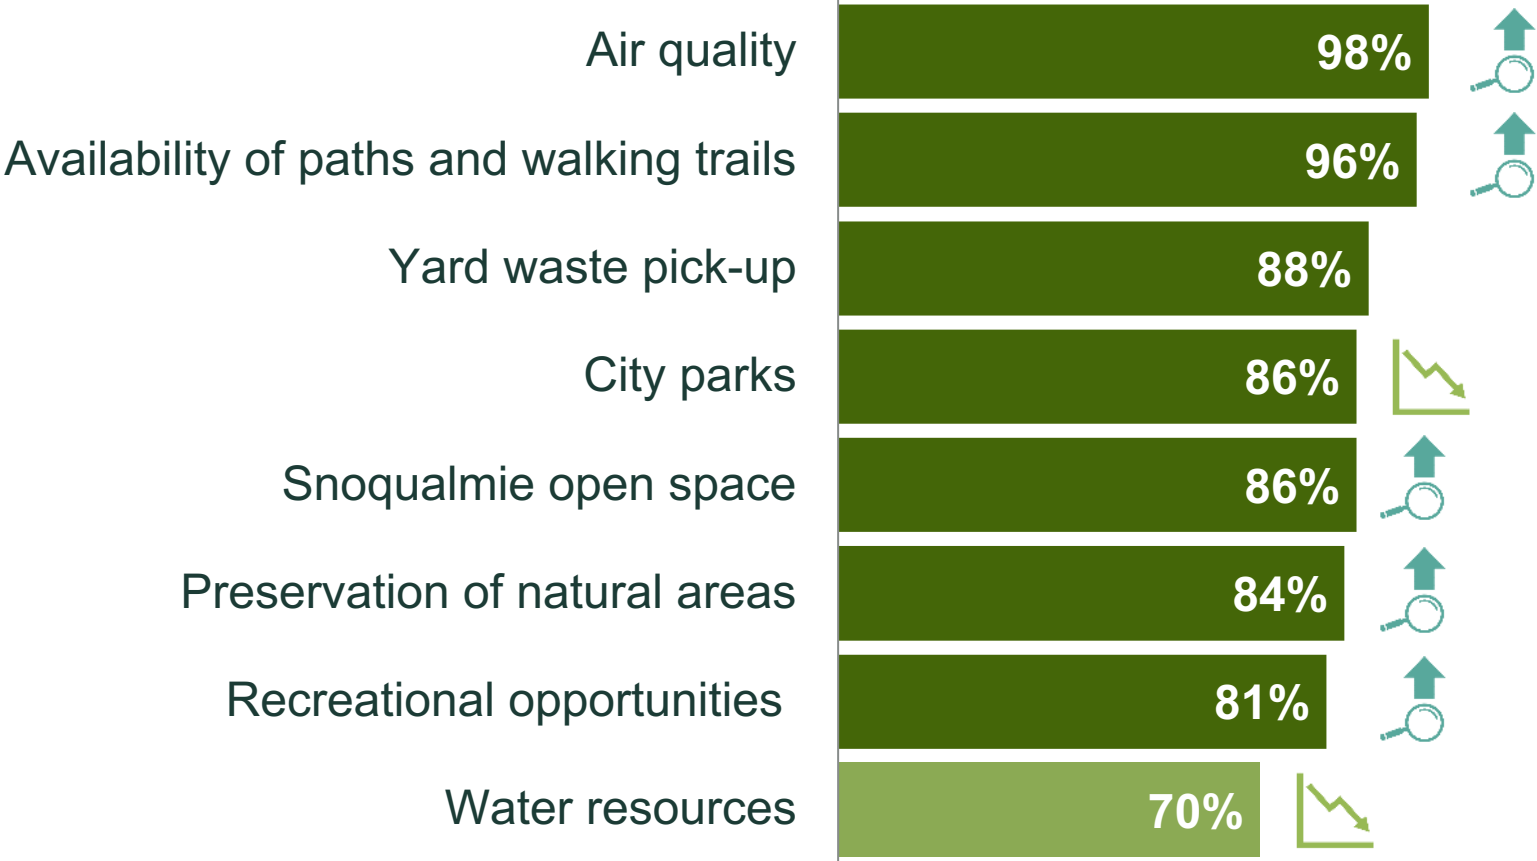 Air quality 98%
Availability of paths and walking trails 96%
Yard waste pick-up 88%
City parks 86%
Snoqualmie open space 86%
Preservation of natural areas 84%
Recreational opportunities 81%
Water resources 70%